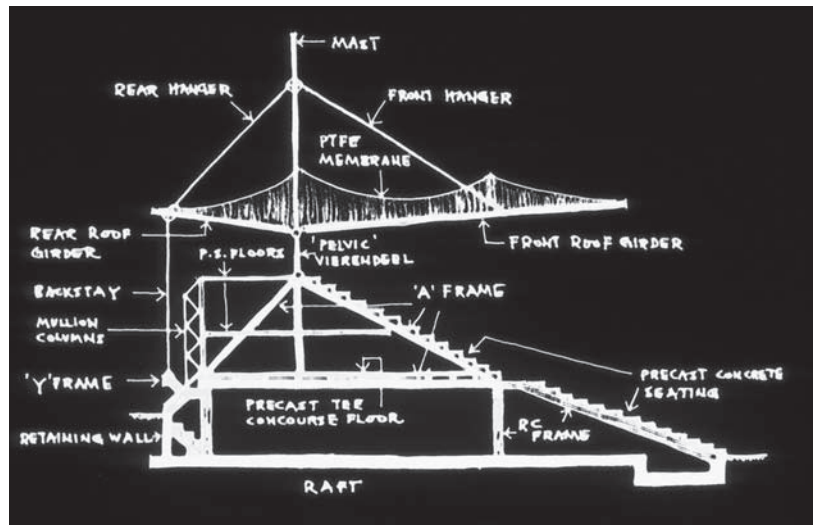 MAST
REAR HANGER
FRONT HANGER
PTFE
MEMBRANE
REAR ROOF
GIRDER
P.S. FLOORS
'PELVIC'
VIERENDEEL
FRONT ROOF GIRDER
BACKSTAY
'A' FRAME
MULLION
COLUMNS
'Y' FRAME
PRECAST TEE
CONCOURSE FLOOR
PRECAST CONCRETE
SEATING
RETAINING WALL
RC
FRAME
RAFT